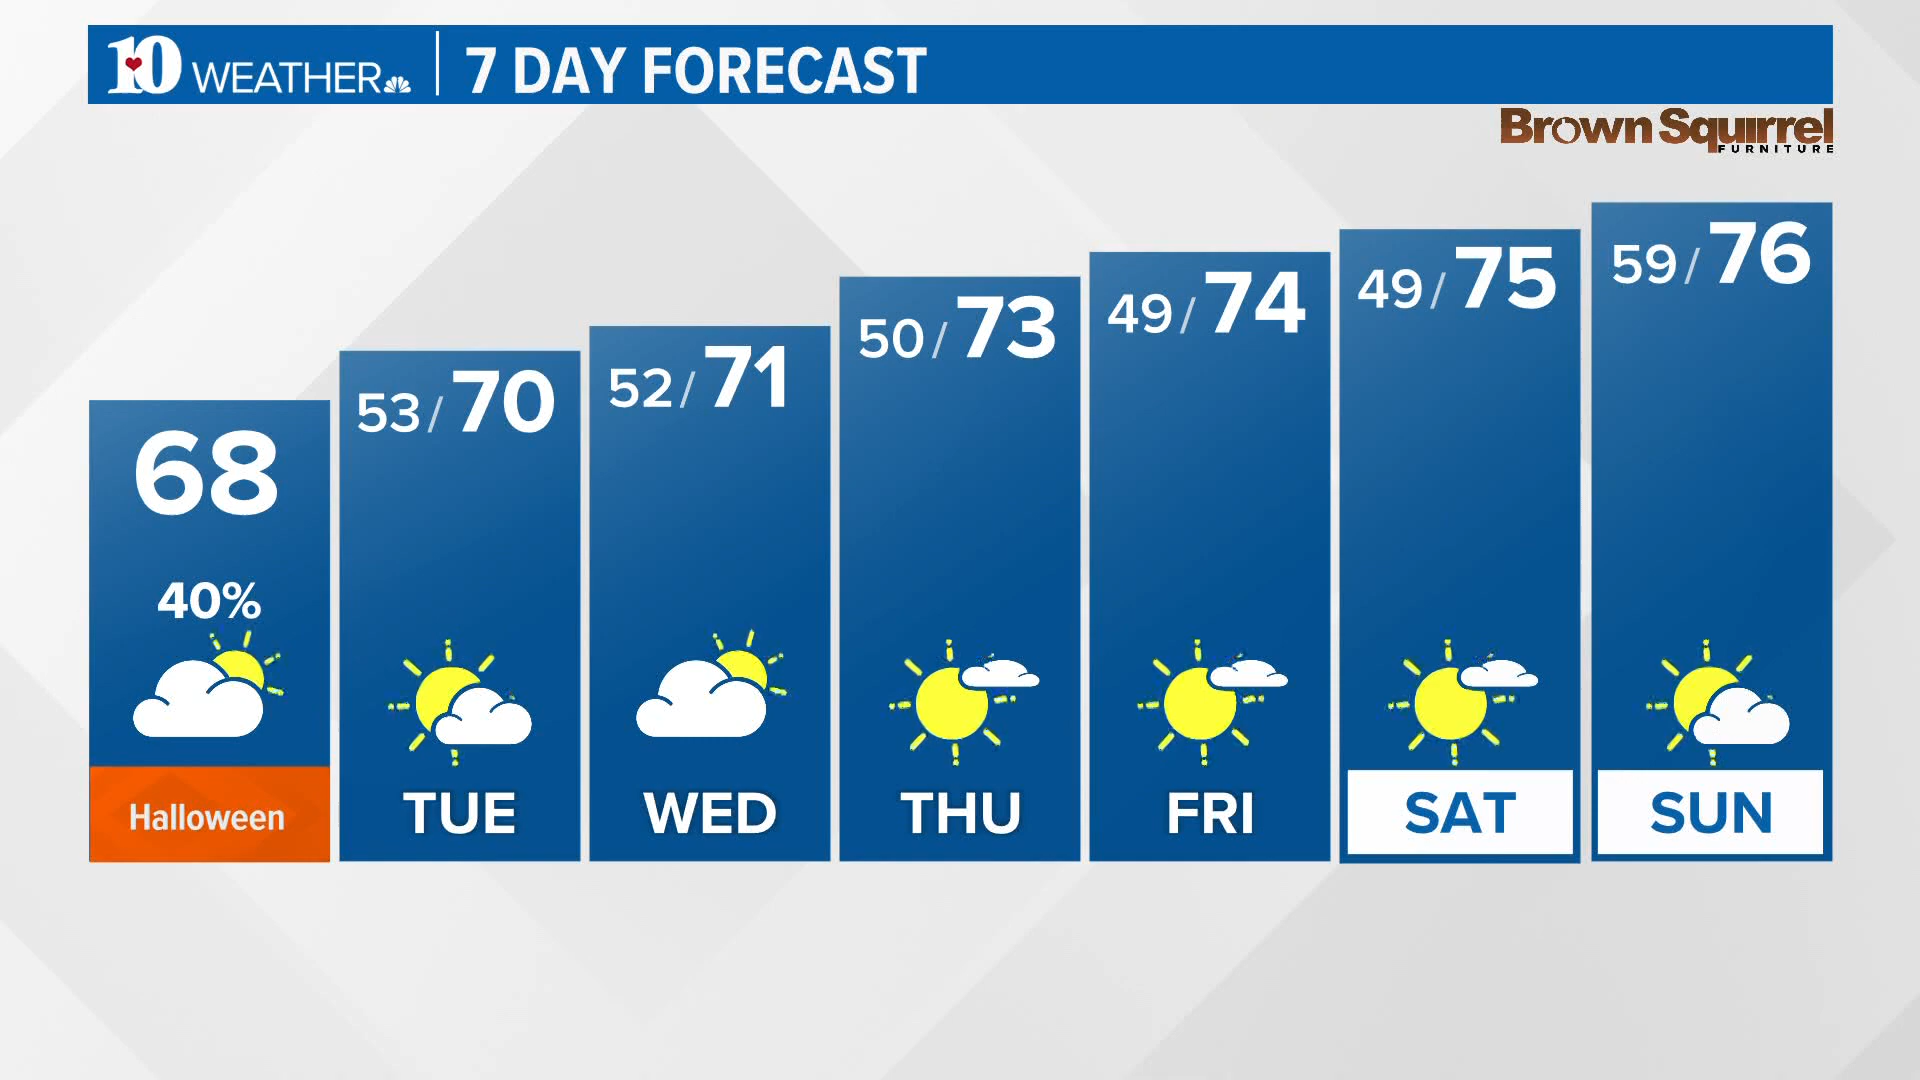 10 WEATHER 7 DAY FORECAST
Brown Squirrel
FURNITURE
68
40%
Halloween
53/70
TUE
52/71
WED
50/73
THU
49/74
FRI
49/75
SAT
59/76
SUN